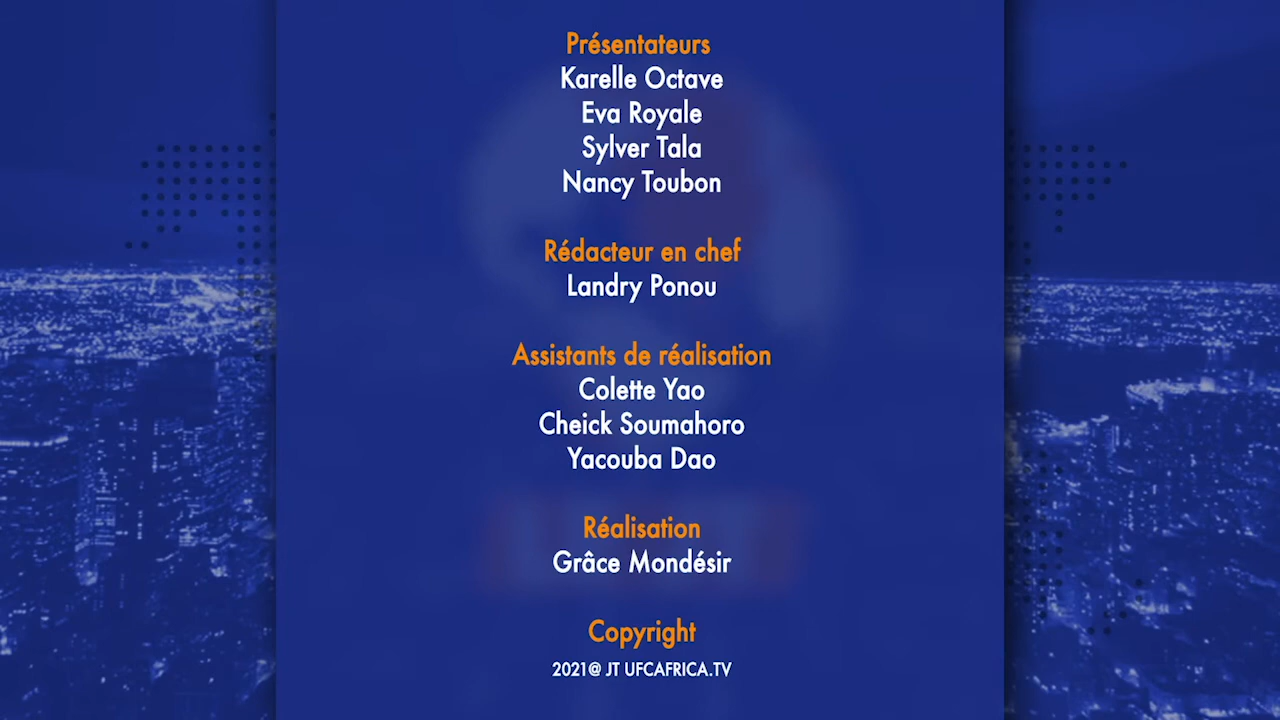 Présentateurs
Karelle Octave
Eva Royale
Sylver Tala
Nancy Toubon
Rédacteur en chef
Landry Ponou
Assistants de réalisation
Colette Yao
Cheick Soumahoro
Yacouba Dao
Réalisation
Grâce Mondésir
Copyright
2021@ JT UFCAFRICA.TV